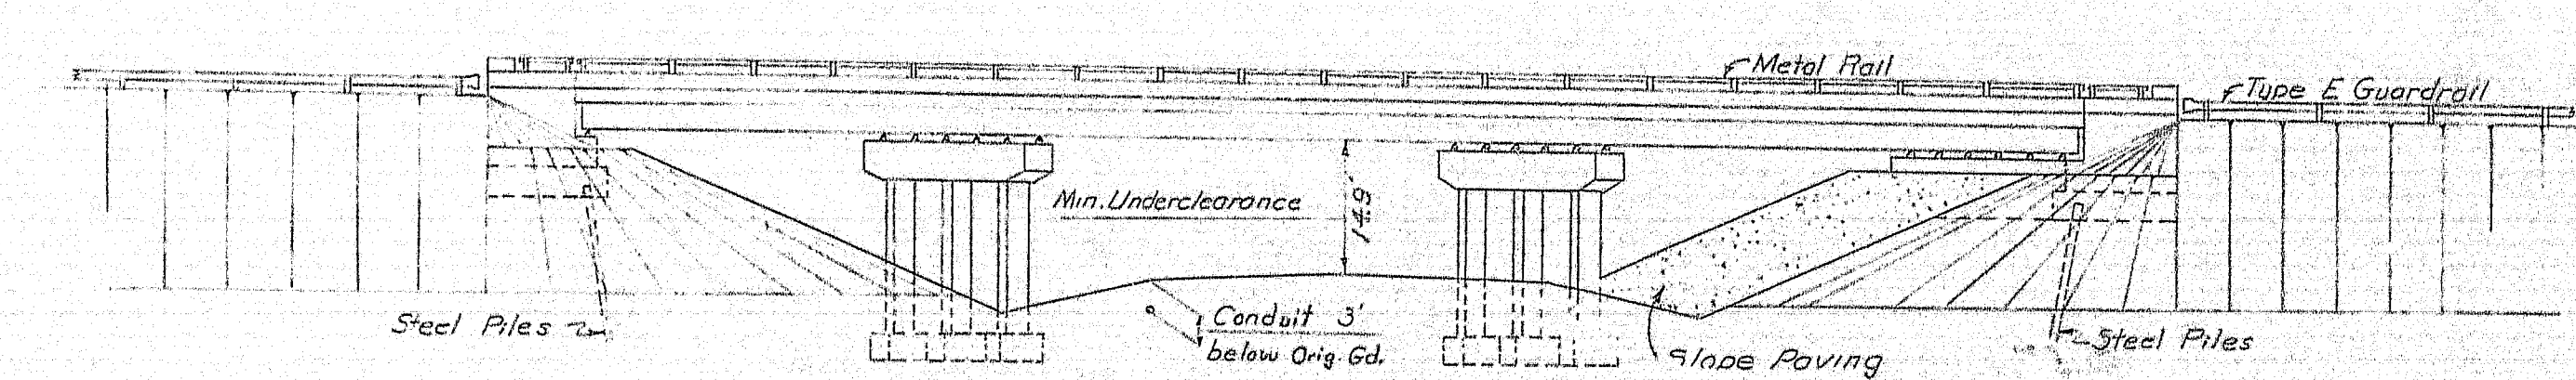 Metal Rail
Type E Guardrail
Min. Underclearance
14.9
Steel Piles
Conduit 3'
below Orig. Gd.
Slope Paving
Steel Piles